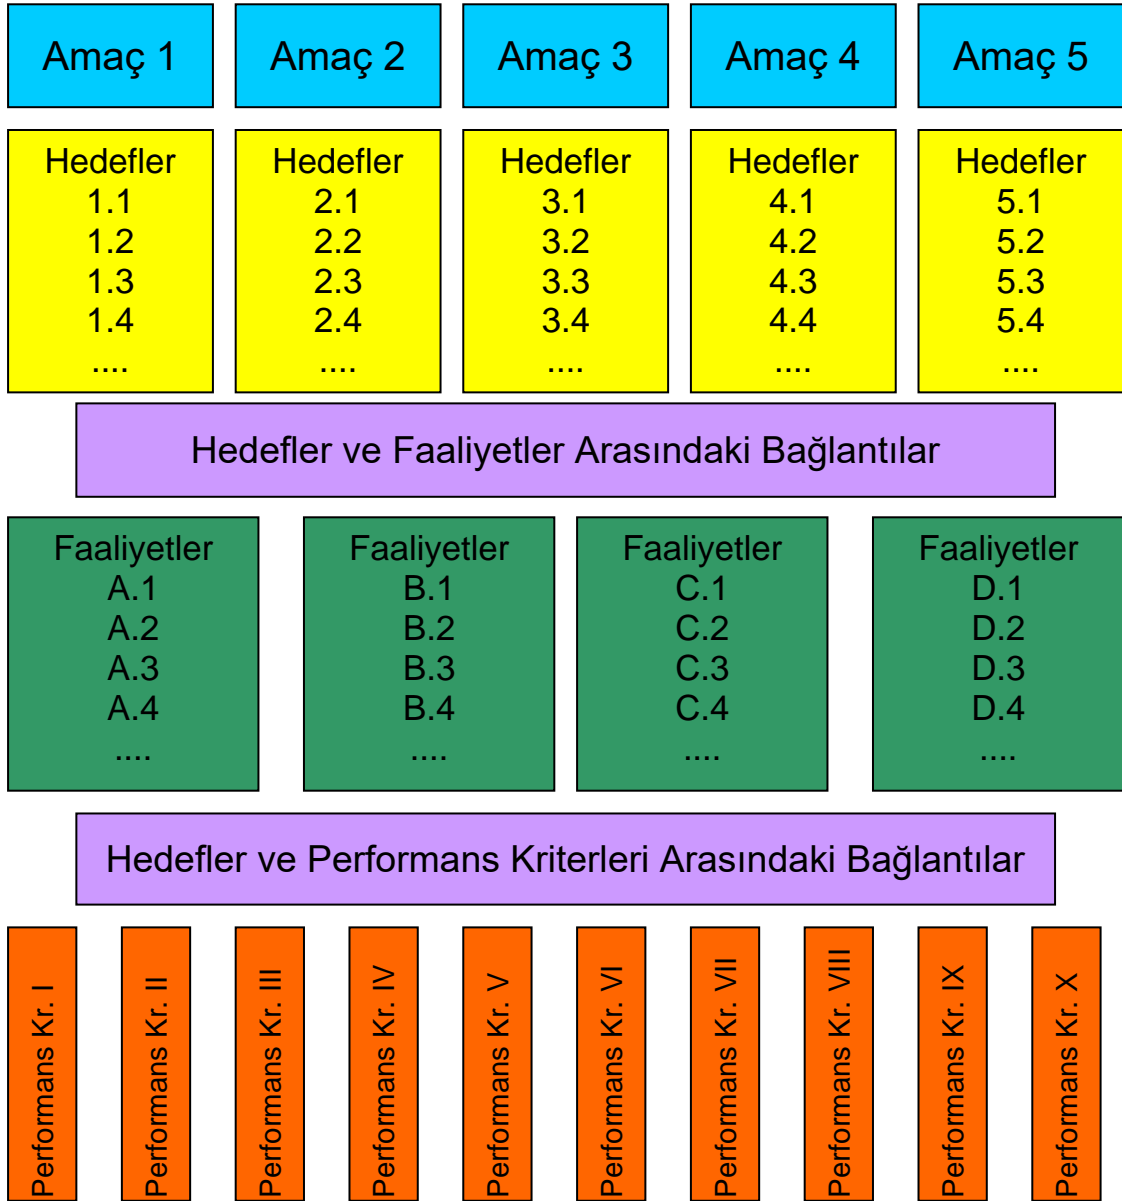 Amaç 1
Amaç 2
Amaç 3
Amaç 4
Amaç 5
Hedefler
1.1
1.2
1.3
1.4
....
Hedefler
2.1
2.2
2.3
2.4
....
Hedefler
3.1
3.2
3.3
3.4
....
Hedefler
4.1
4.2
4.3
4.4
....
Hedefler
5.1
5.2
5.3
5.4
....
Hedefler ve Faaliyetler Arasındaki Bağlantılar
Faaliyetler
A.1
A.2
A.3
A.4
....
Faaliyetler
B.1
B.2
B.3
B.4
....
Faaliyetler
C.1
C.2
C.3
C.4
....
Faaliyetler
D.1
D.2
D.3
D.4
....
Hedefler ve Performans Kriterleri Arasındaki Bağlantılar
Performans Kr. I
Performans Kr. II
Performans Kr. III
Performans Kr. IV
Performans Kr. V
Performans Kr. VI
Performans Kr. VII
Performans Kr. VIII
Performans Kr. IX
Performans Kr. X